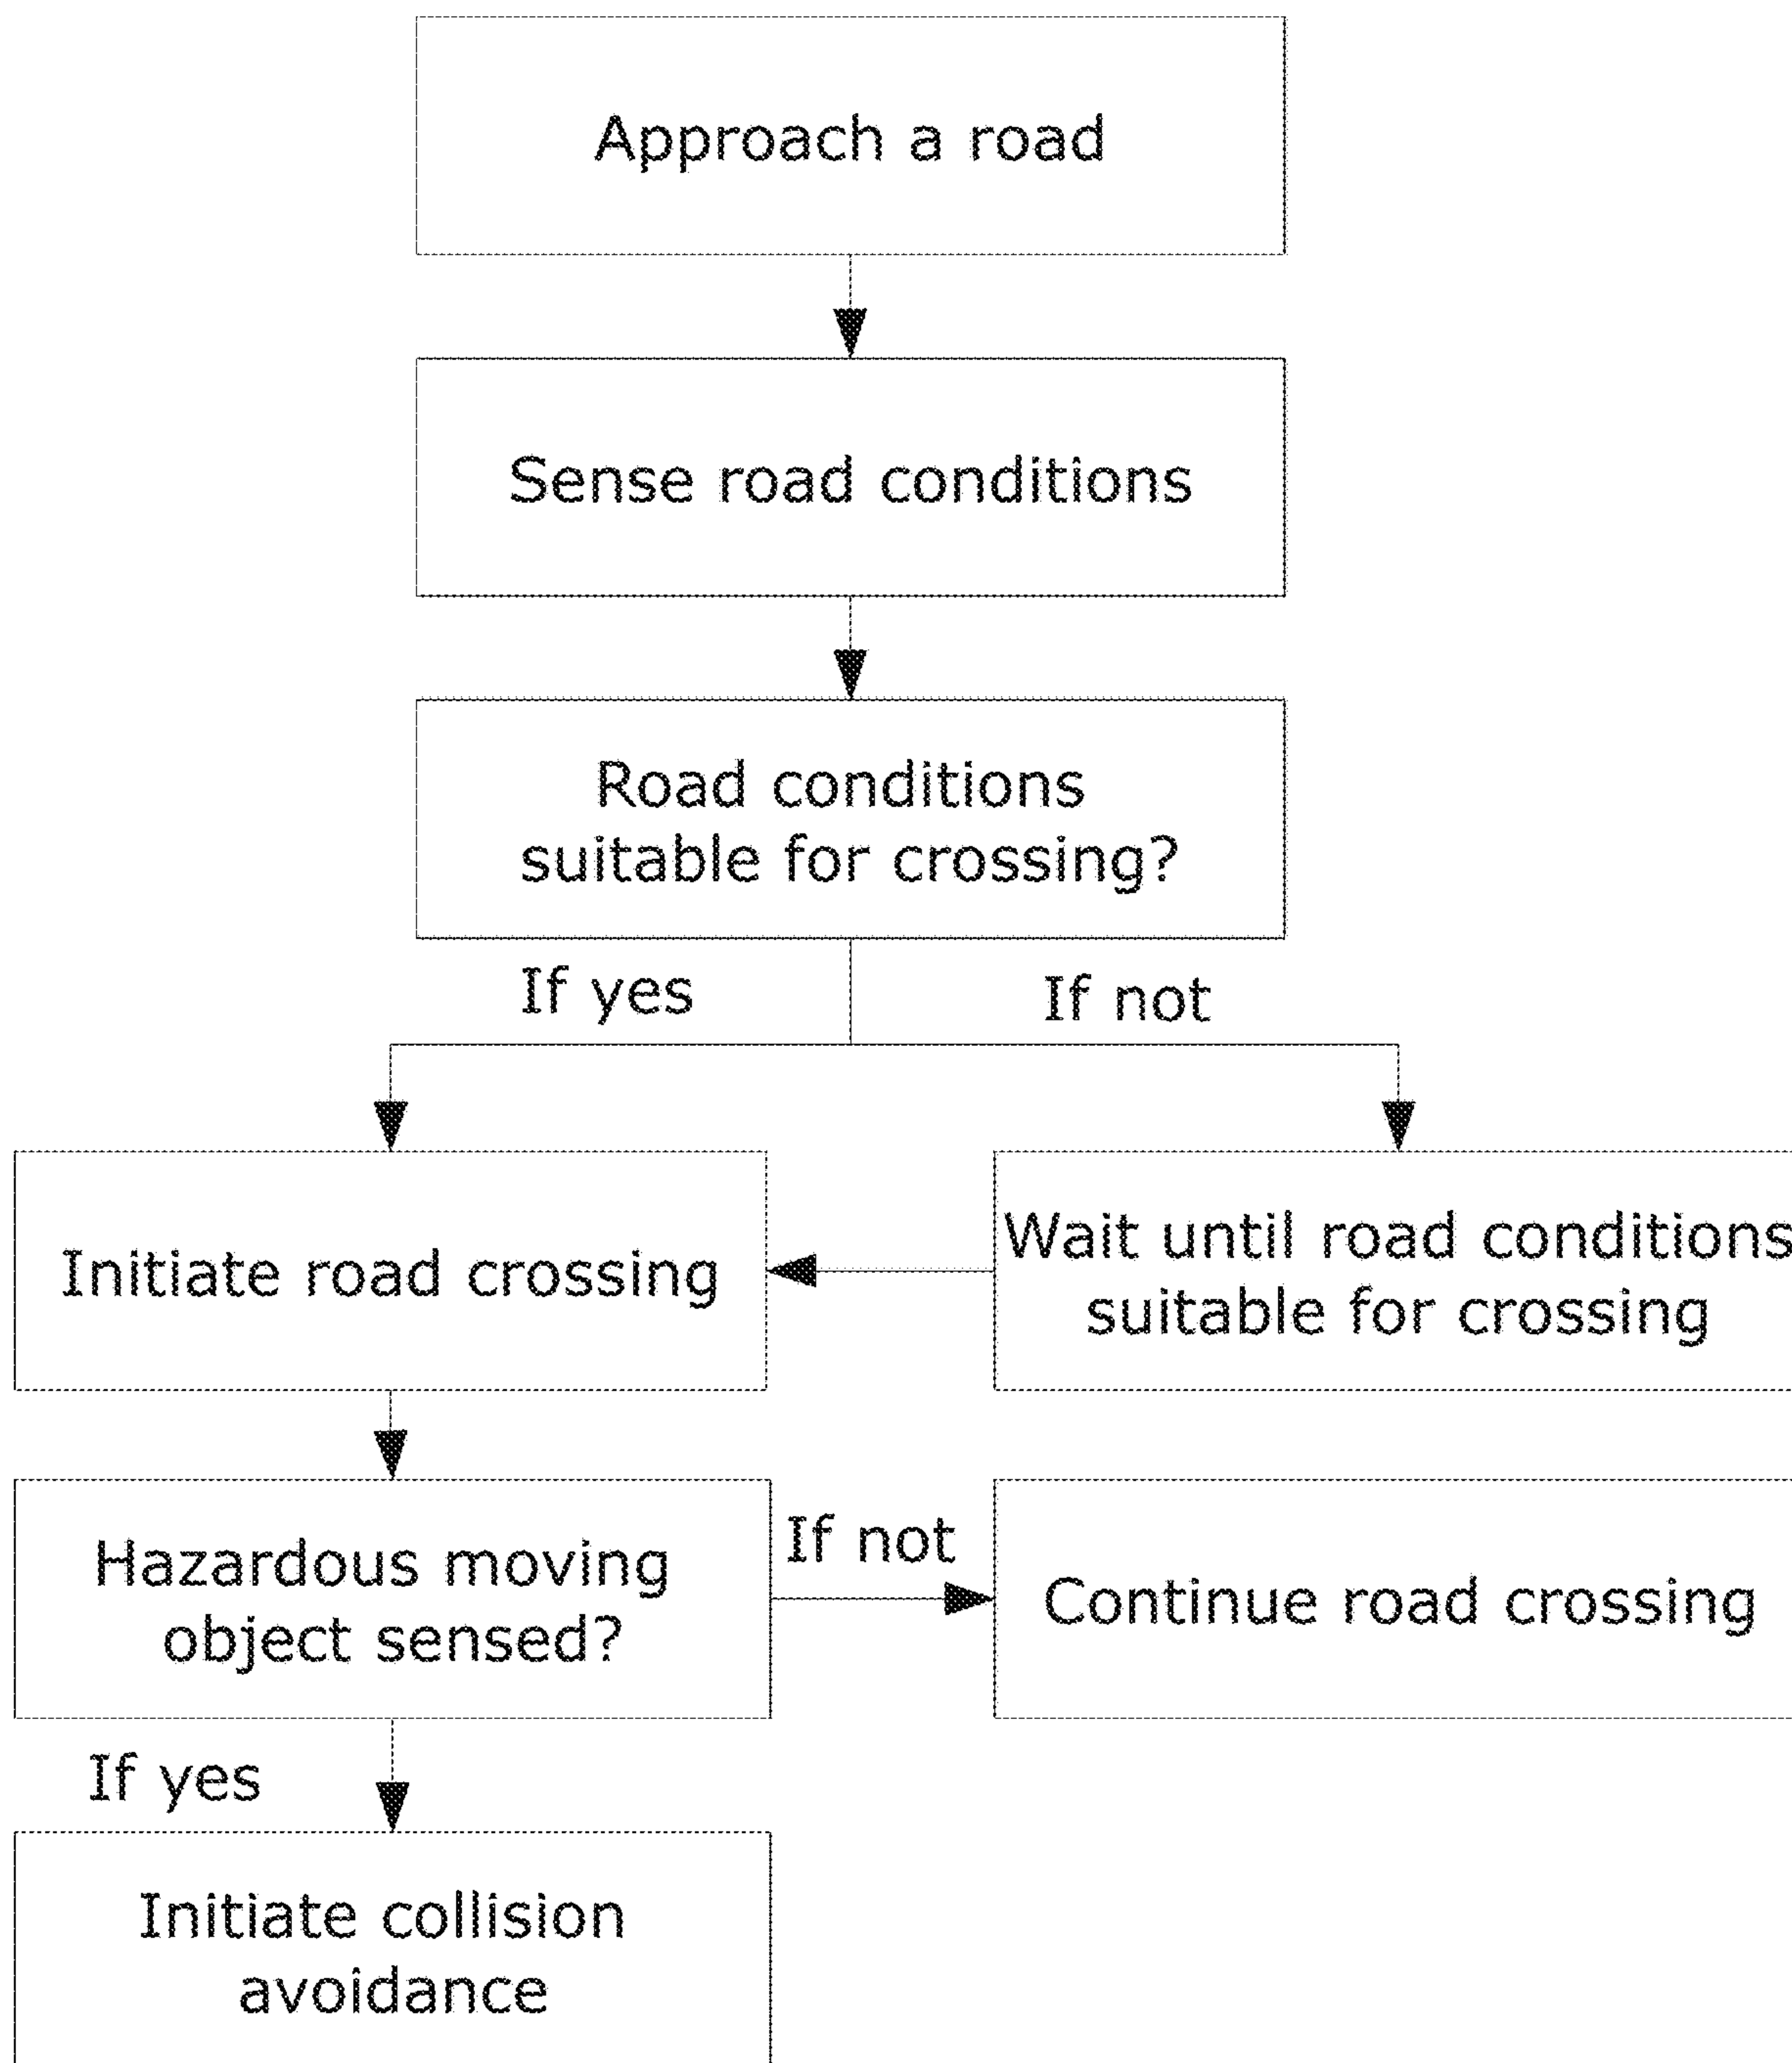 Approach a road
Sense road conditions
Road conditions
suitable for crossing?
If yes
If not
Initiate road crossing
Wait until road conditions
suitable for crossing
Hazardous moving
object sensed?
If not
Continue road crossing
If yes
Initiate collision
avoidance